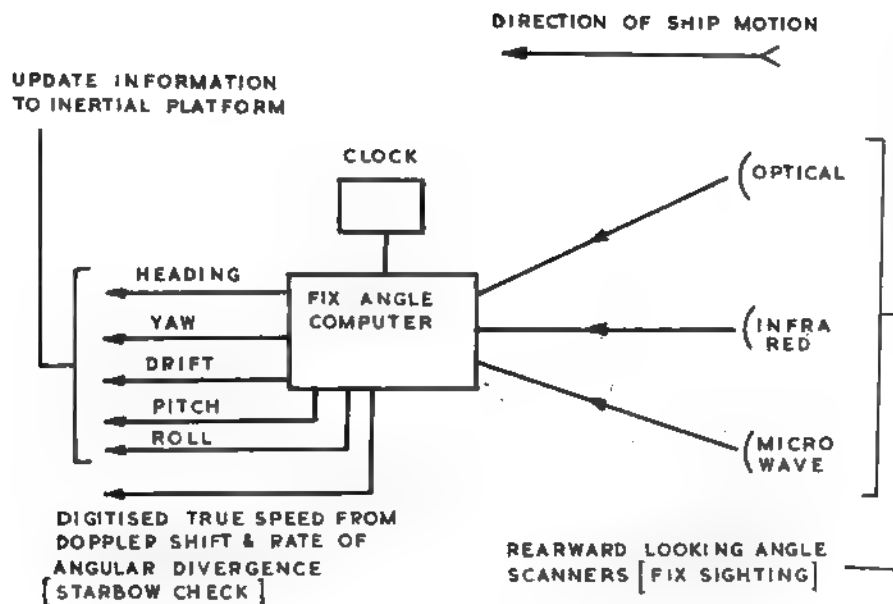 DIRECTION OF SHIP MOTION
UPDATE INFORMATION
TO INERTIAL PLATFORM
CLOCK
(OPTICAL
HEADING
FIX ANGLE
COMPUTER
YAW
(INFRA
RED
DRIFT
PITCH
ROLL
(MICRO
WAVE
DIGITISED TRUE SPEED FROM
DOPPLER SHIFT & RATE OF
ANGULAR DIVERGENCE
[STARBOW CHECK]
REARWARD LOOKING ANGLE
SCANNERS [FIX SIGHTING]